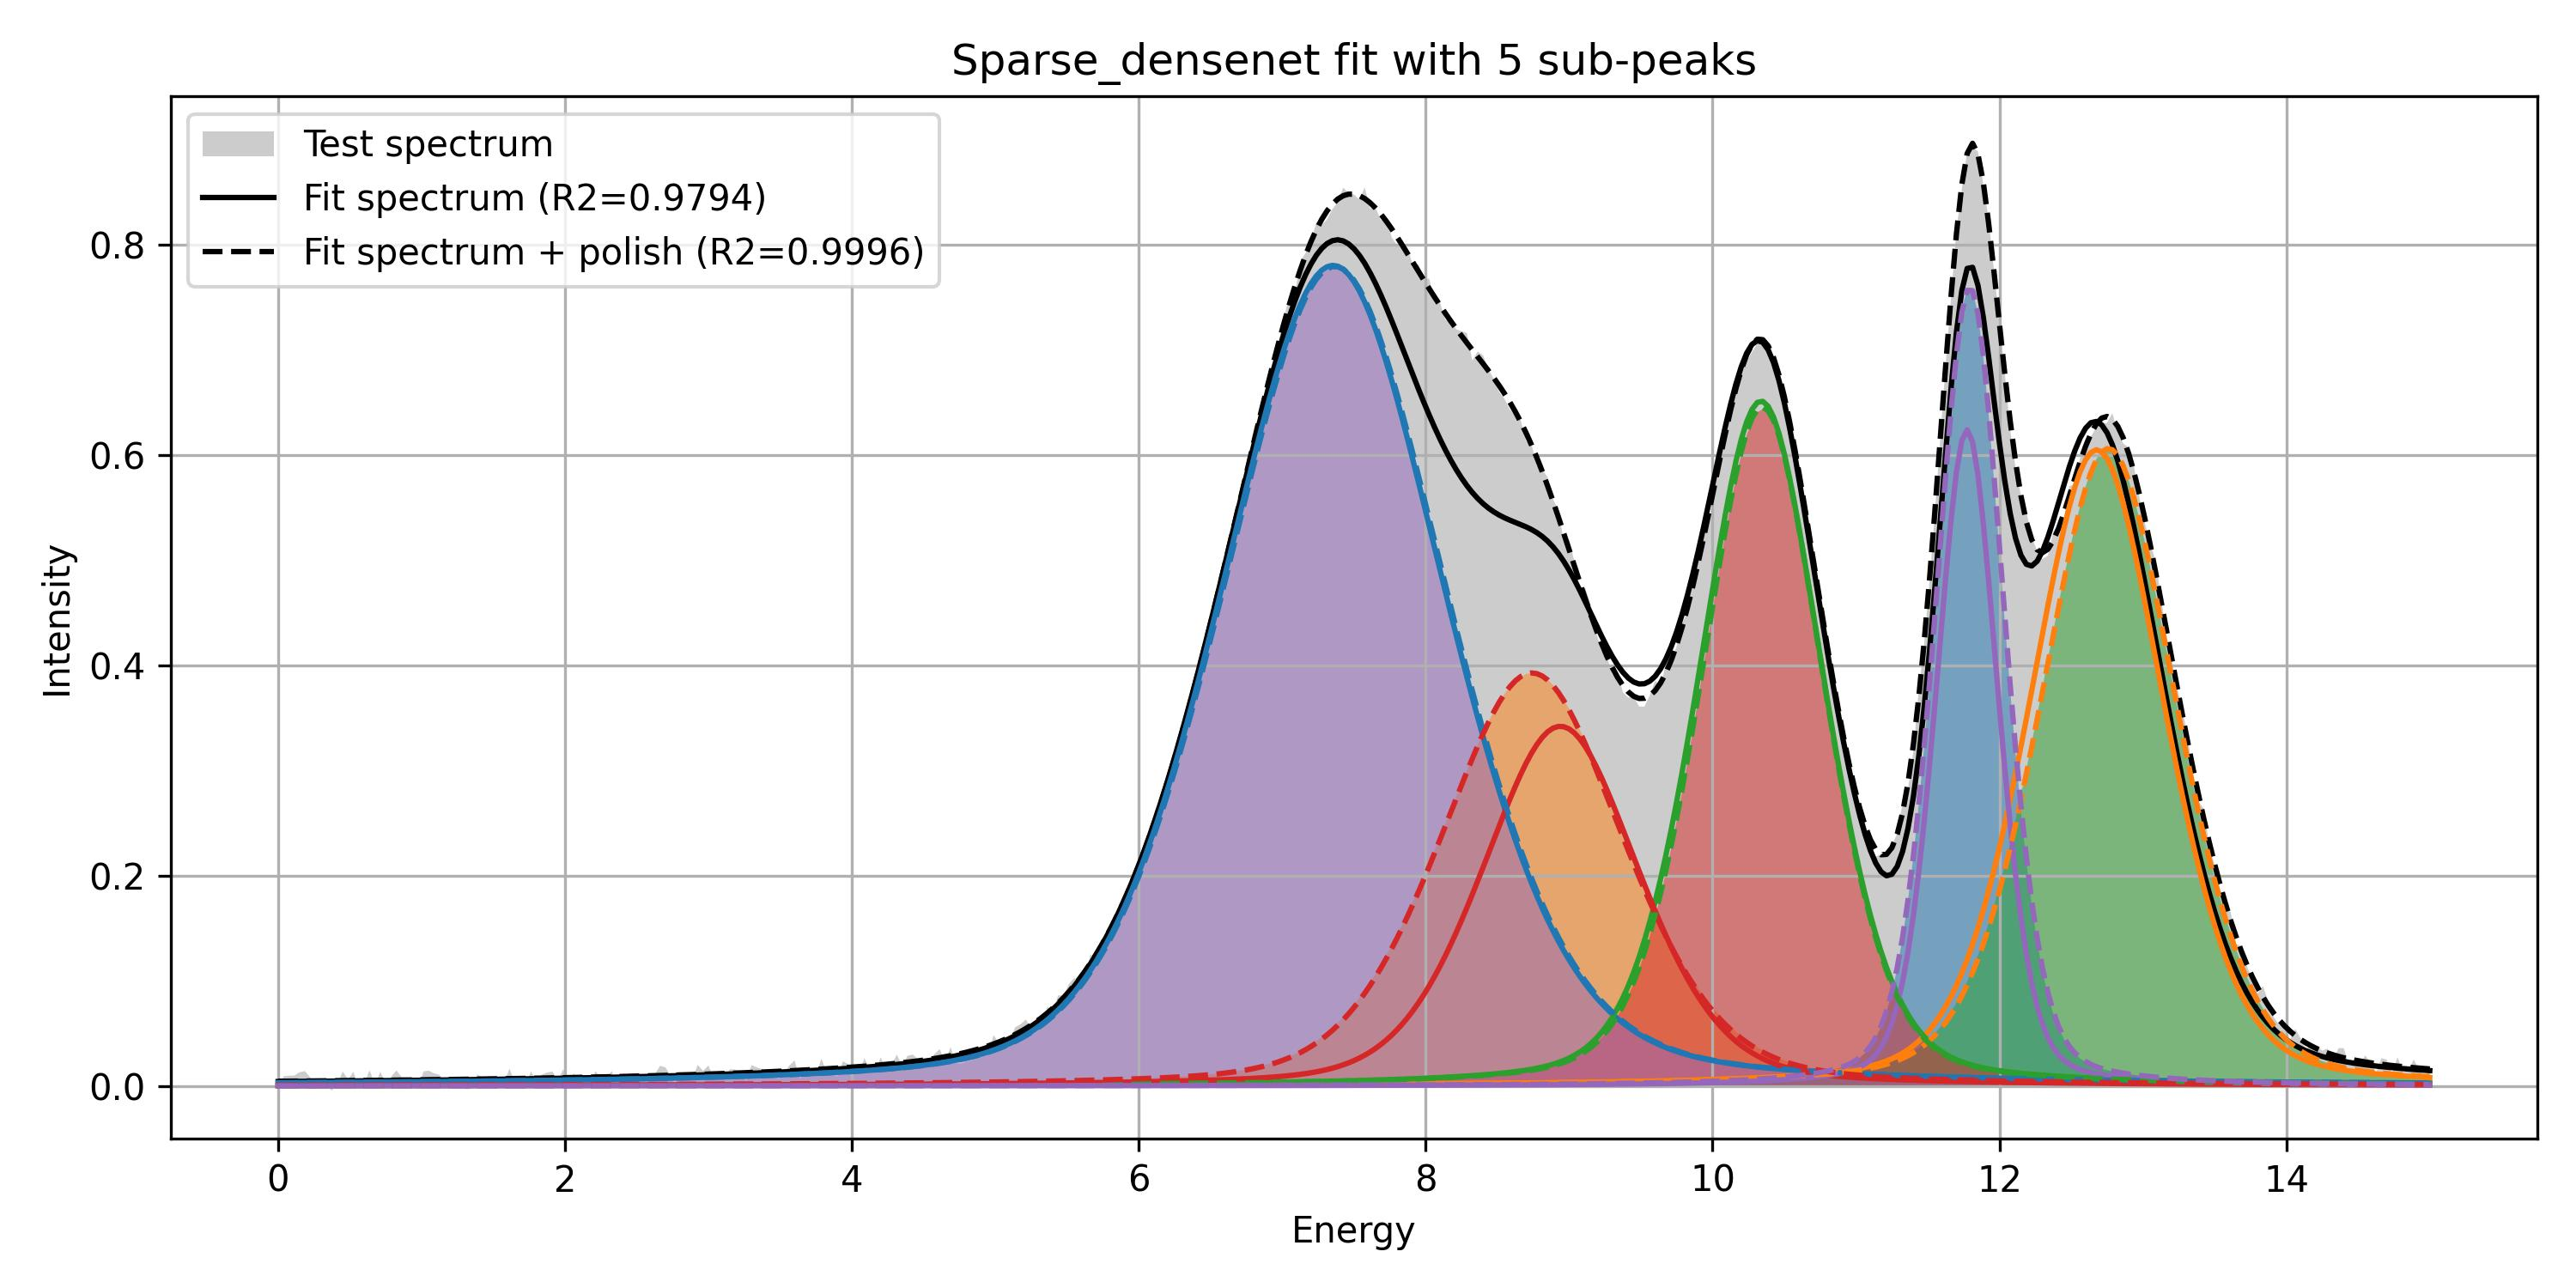 Sparse_densenet fit with 5 sub-peaks
Test spectrum
Fit spectrum (R2=0.9794)
Fit spectrum + polish (R2=0.9996)
Intensity
0.8
0.6
0.4
0.2
0.0
0 2 4 6 8 10 12 14
Energy